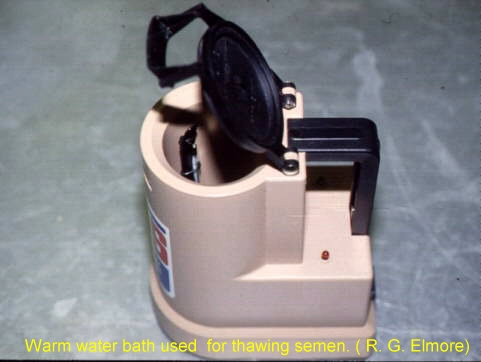 Warm water bath used  for thawing semen. ( R. G. Elmore)